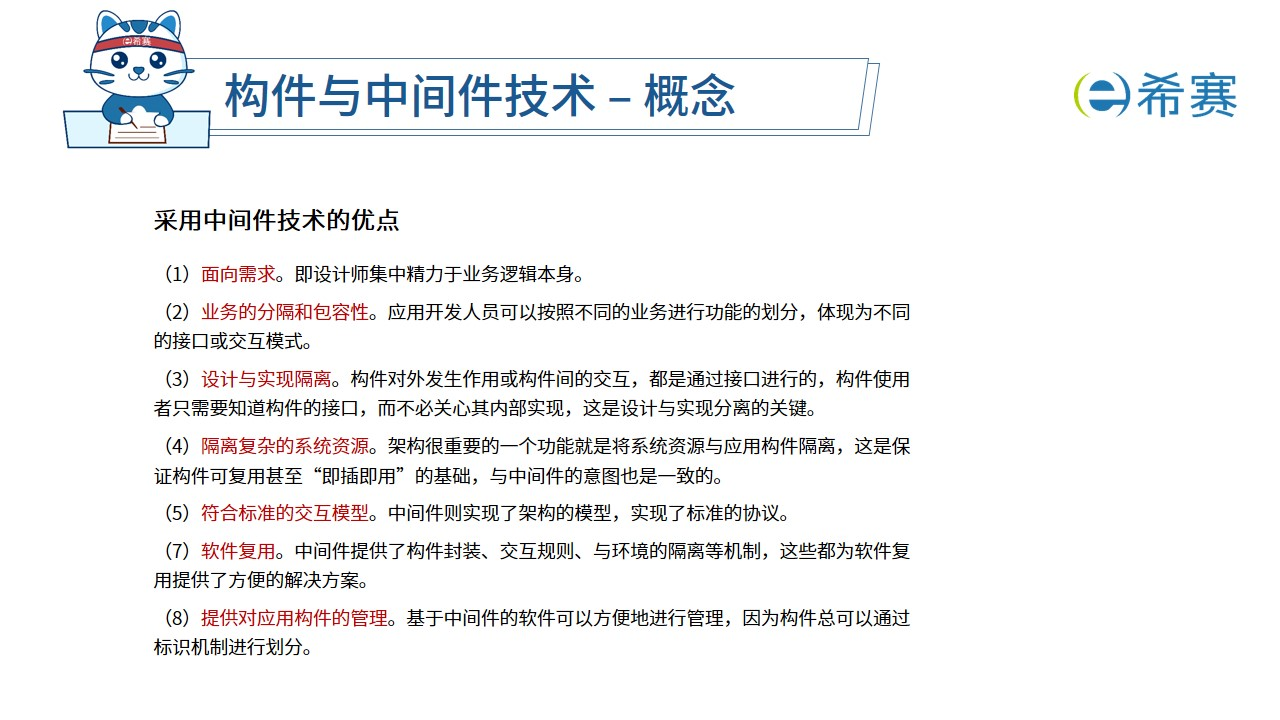 希赛
构件与中间件技术 – 概念
希赛
采用中间件技术的优点
（1）面向需求。即设计师集中精力于业务逻辑本身。
（2）业务的分隔和包容性。应用开发人员可以按照不同的业务进行功能的划分，体现为不同
的接口或交互模式。
（3）设计与实现隔离。构件对外发生作用或构件间的交互，都是通过接口进行的，构件使用
者只需要知道构件的接口，而不必关心其内部实现，这是设计与实现分离的关键。
（4）隔离复杂的系统资源。架构很重要的一个功能就是将系统资源与应用构件隔离，这是保
证构件可复用甚至“即插即用”的基础，与中间件的意图也是一致的。
（5）符合标准的交互模型。中间件则实现了架构的模型，实现了标准的协议。
（7）软件复用。中间件提供了构件封装、交互规则、与环境的隔离等机制，这些都为软件复
用提供了方便的解决方案。
（8）提供对应用构件的管理。基于中间件的软件可以方便地进行管理，因为构件总可以通过
标识机制进行划分。